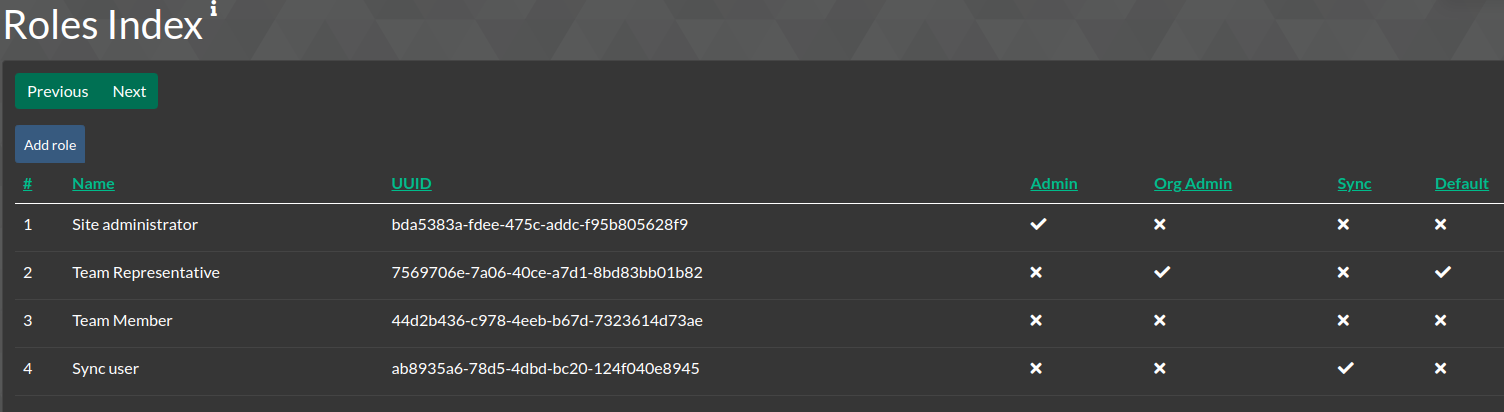 Roles Index i
Previous Next
Add role
# Name UUID Admin Org Admin Sync Default
1 Site administrator bda5383a-fdee-475c-addc-f95b805628f9
2 Team Representative 7569706e-7a06-40ce-a7d1-8bd83bb01b82
3 Team Member 44d2b436-c978-4eeb-b67d-7323614d73ae
4 Sync user ab8935a6-78d5-4dbd-bc20-124f040e8945